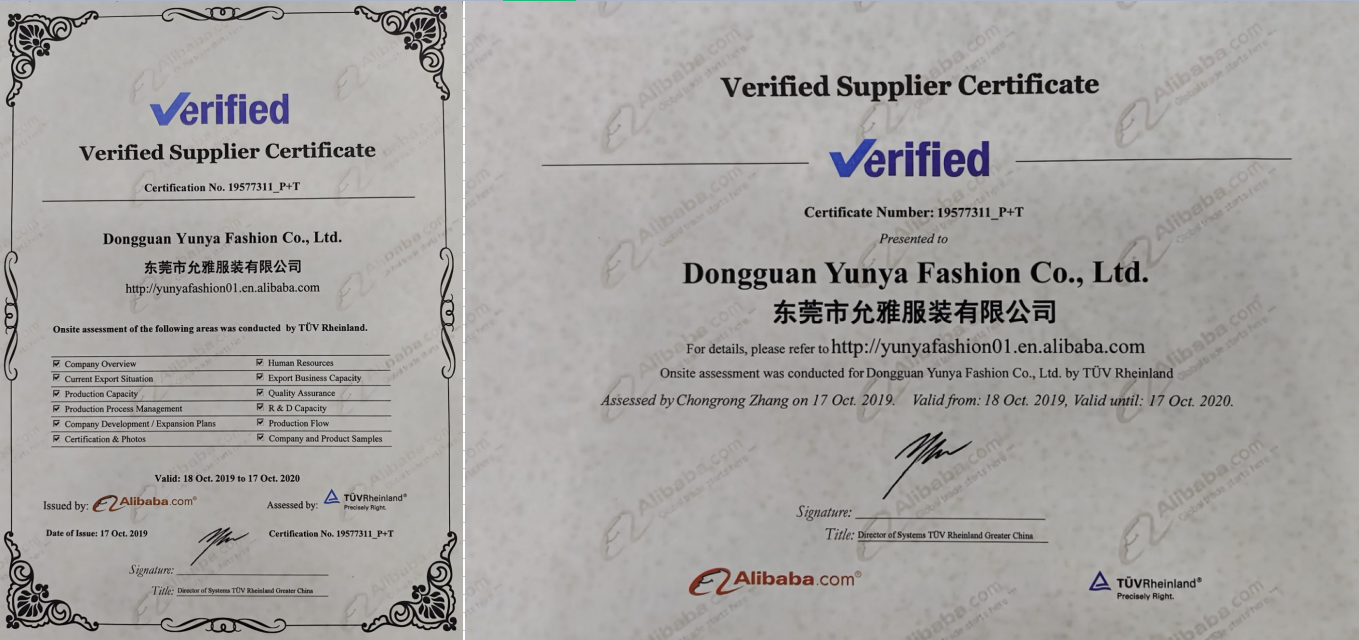 Verified
Verified Supplier Certificate
Certification No. 19577311_P+T
Dongguan Yunya Fashion Co., Ltd.
东莞市允雅服装有限公司
http://yunyafashion01.en.alibaba.com
Onsite assessment of the following areas was conducted by TÜV Rheinland.
Company Overview
Human Resources
Current Export Situation
Export Business Capacity
Production Capacity
Quality Assurance
Production Process Management
R & D Capacity
Company Development / Expansion Plans
Production Flow
Certification & Photos
Company and Product Samples
Valid: 18 Oct. 2019 to 17 Oct. 2020
Issued by: Alibaba.com®
Assessed by: TÜVRheinland®
Precisely Right.
Date of Issue: 17 Oct. 2019
Certification No. 19577311_P+T
Signature:
Title: Director of Systems TÜV Rheinland Greater China
Verified Supplier Certificate
Verified
Certificate Number: 19577311_P+T
Presented to
Dongguan Yunya Fashion Co., Ltd.
东莞市允雅服装有限公司
For details, please refer to http://yunyafashion01.en.alibaba.com
Onsite assessment was conducted for Dongguan Yunya Fashion Co., Ltd. by TÜV Rheinland
Assessed by Chongrong Zhang on 17 Oct. 2019. Valid from: 18 Oct. 2019, Valid until: 17 Oct. 2020.
Signature:
Title: Director of Systems TÜV Rheinland Greater China
Alibaba.com®
TÜVRheinland®
Precisely Right.